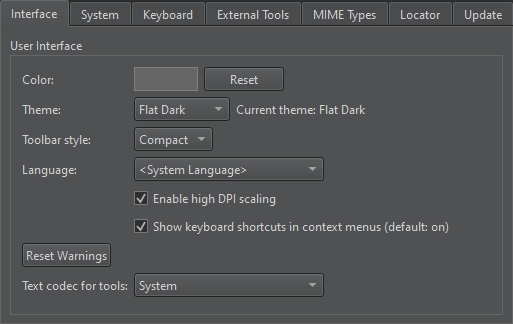 Interface System Keyboard External Tools MIME Types Locator Update
User Interface
Color: Reset
Theme: Flat Dark Current theme: Flat Dark
Toolbar style: Compact
Language: <System Language>
Enable high DPI scaling
Show keyboard shortcuts in context menus (default: on)
Reset Warnings
Text codec for tools: System